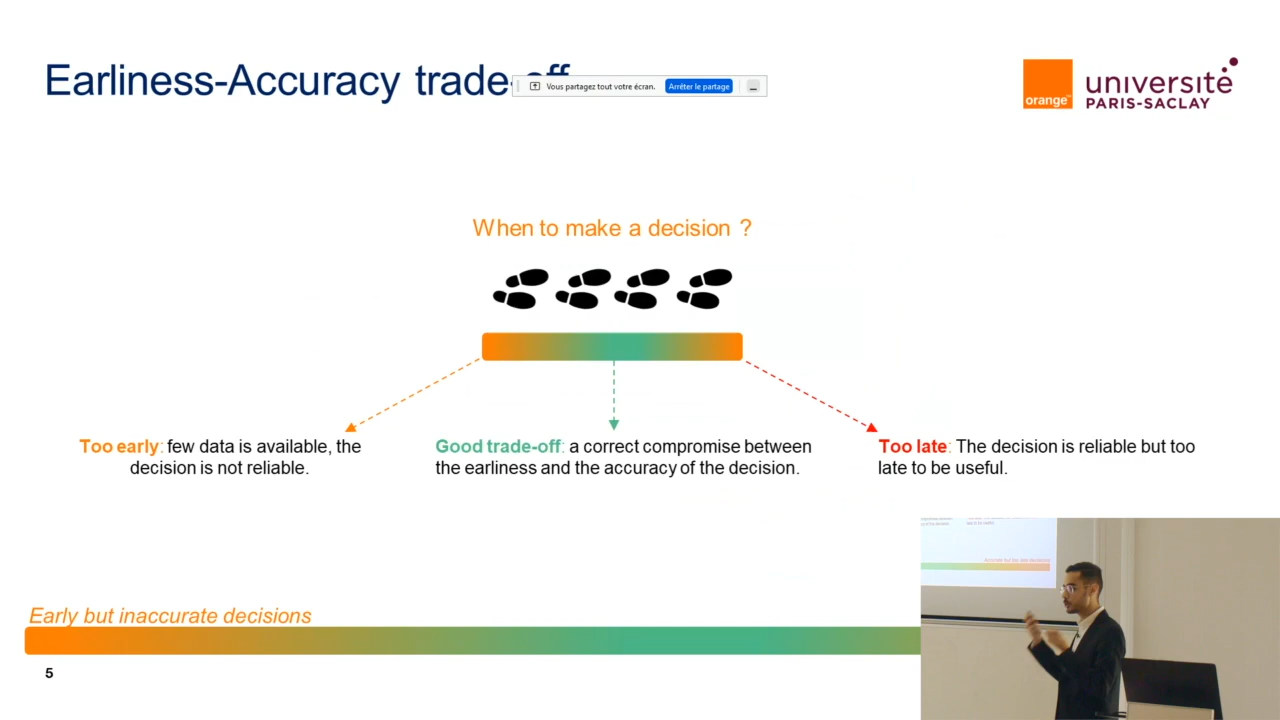 Earliness-Accuracy trade-off
Vous partagez tout votre écran.
Arrêter le partage
orange™
université
PARIS-SACLAY
When to make a decision ?
Too early: few data is available, the
decision is not reliable.
Good trade-off: a correct compromise between
the earliness and the accuracy of the decision.
Too late: The decision is reliable but too
late to be useful.
Early but inaccurate decisions
5